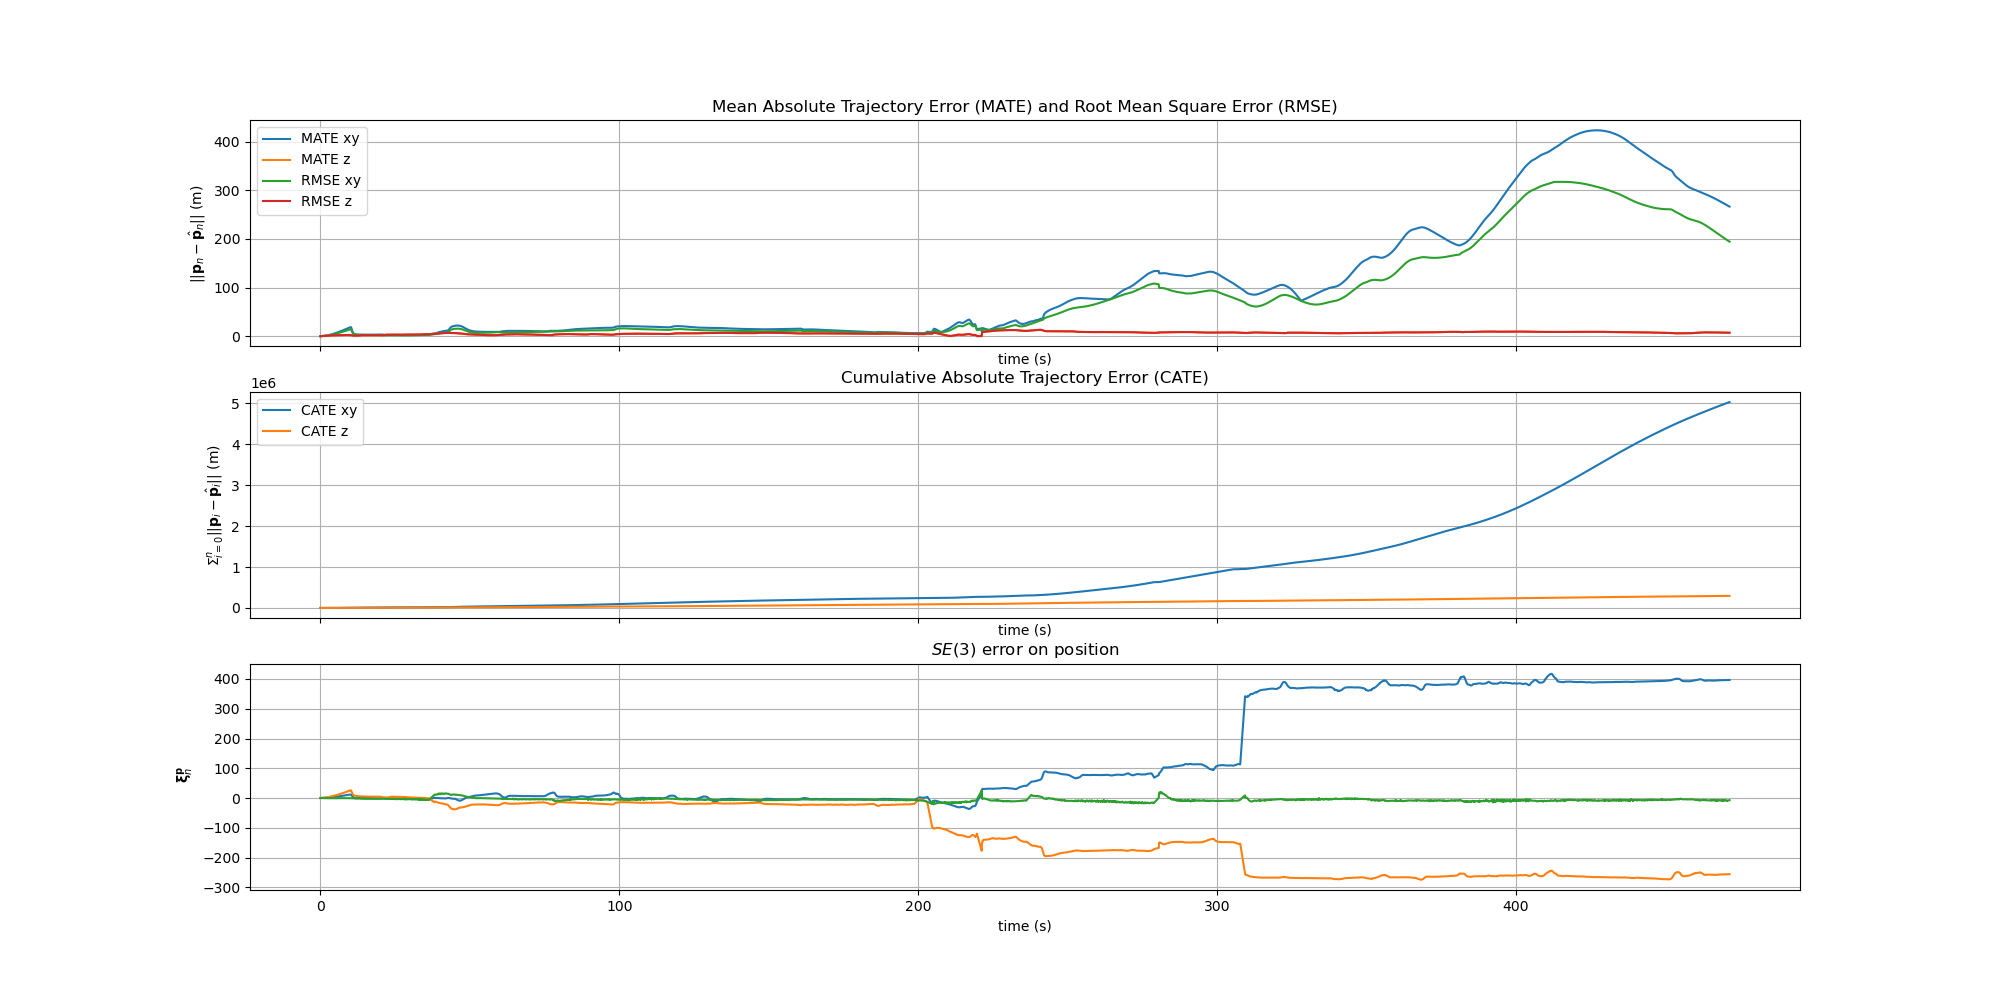 Mean Absolute Trajectory Error (MATE) and Root Mean Square Error (RMSE)
400
300
200
100
0
||𝐩ₙ − 𝐩̂ₙ|| (m)
MATE xy
MATE z
RMSE xy
RMSE z
time (s)
Cumulative Absolute Trajectory Error (CATE)
1e6
5
4
3
2
1
0
Σⁿᵢ₌₀||𝐩ᵢ − 𝐩̂ᵢ|| (m)
CATE xy
CATE z
time (s)
SE(3) error on position
400
300
200
100
0
−100
−200
−300
𝛏ₙᵖ
0 100 200 300 400
time (s)